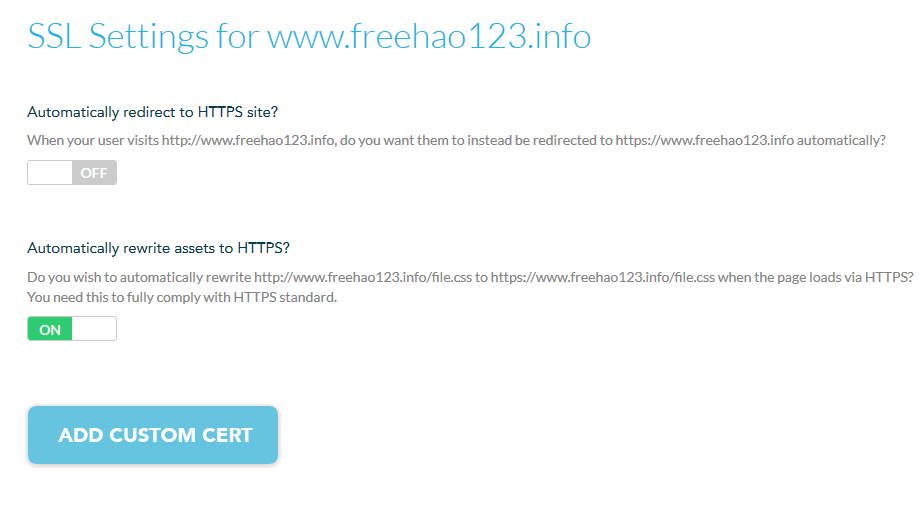 SSL Settings for www.freehao123.info
Automatically redirect to HTTPS site?
When your user visits http://www.freehao123.info, do you want them to instead be redirected to https://www.freehao123.info automatically?
OFF
Automatically rewrite assets to HTTPS?
Do you wish to automatically rewrite http://www.freehao123.info/file.css to https://www.freehao123.info/file.css when the page loads via HTTPS?
You need this to fully comply with HTTPS standard.
ON
ADD CUSTOM CERT